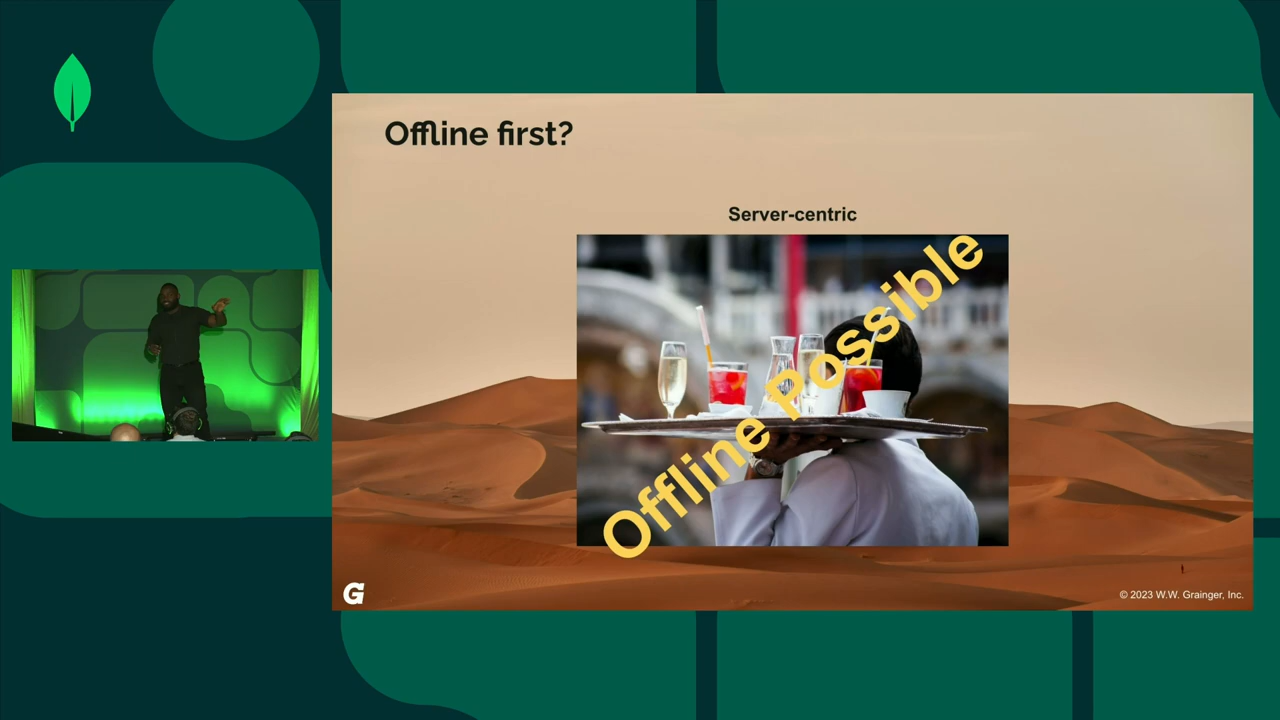 Offline first?
Server-centric
Offline Possible
G
© 2023 W.W. Grainger, Inc.